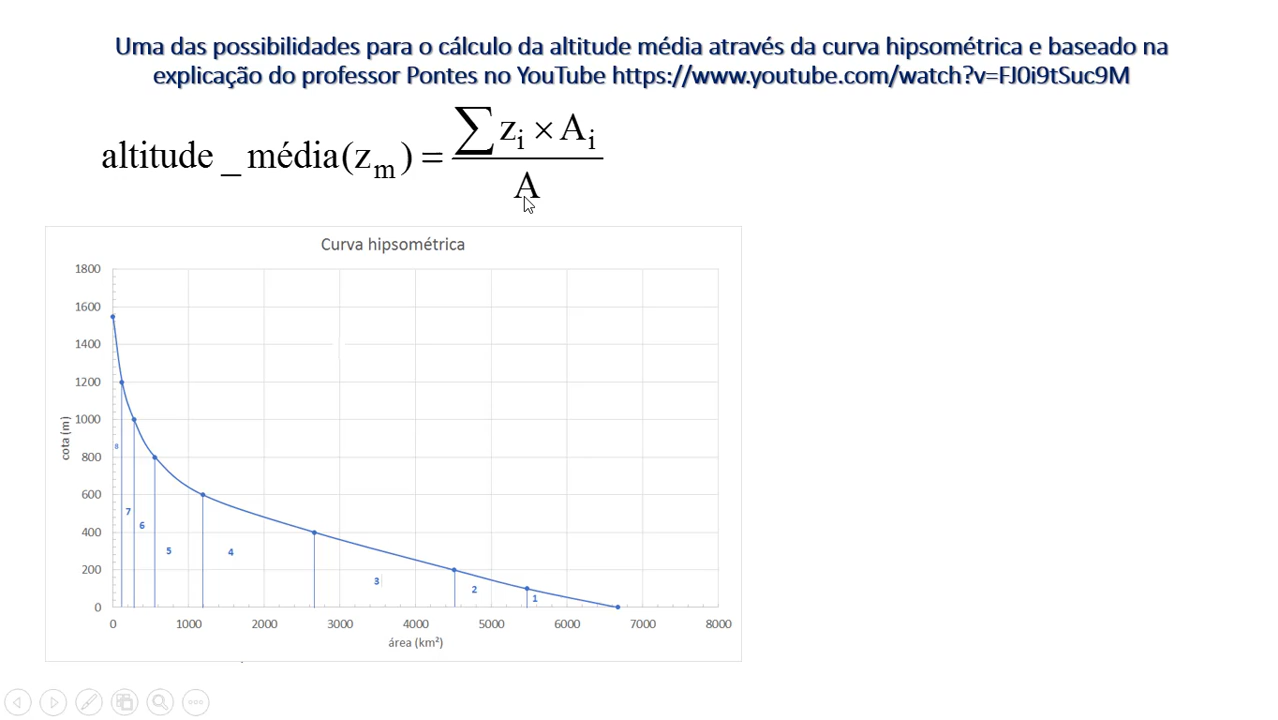 Uma das possibilidades para o cálculo da altitude média através da curva hipsométrica e baseado na
explicação do professor Pontes no YouTube https://www.youtube.com/watch?v=FJ0i9tSuc9M
altitude _ média(zₘ) = ∑ zᵢ × Aᵢ
A
Curva hipsométrica
1800
1600
1400
1200
1000
800
600
400
200
0
cota (m)
8
7
6
5
4
3
2
1
0 1000 2000 3000 4000 5000 6000 7000 8000
área (km²)